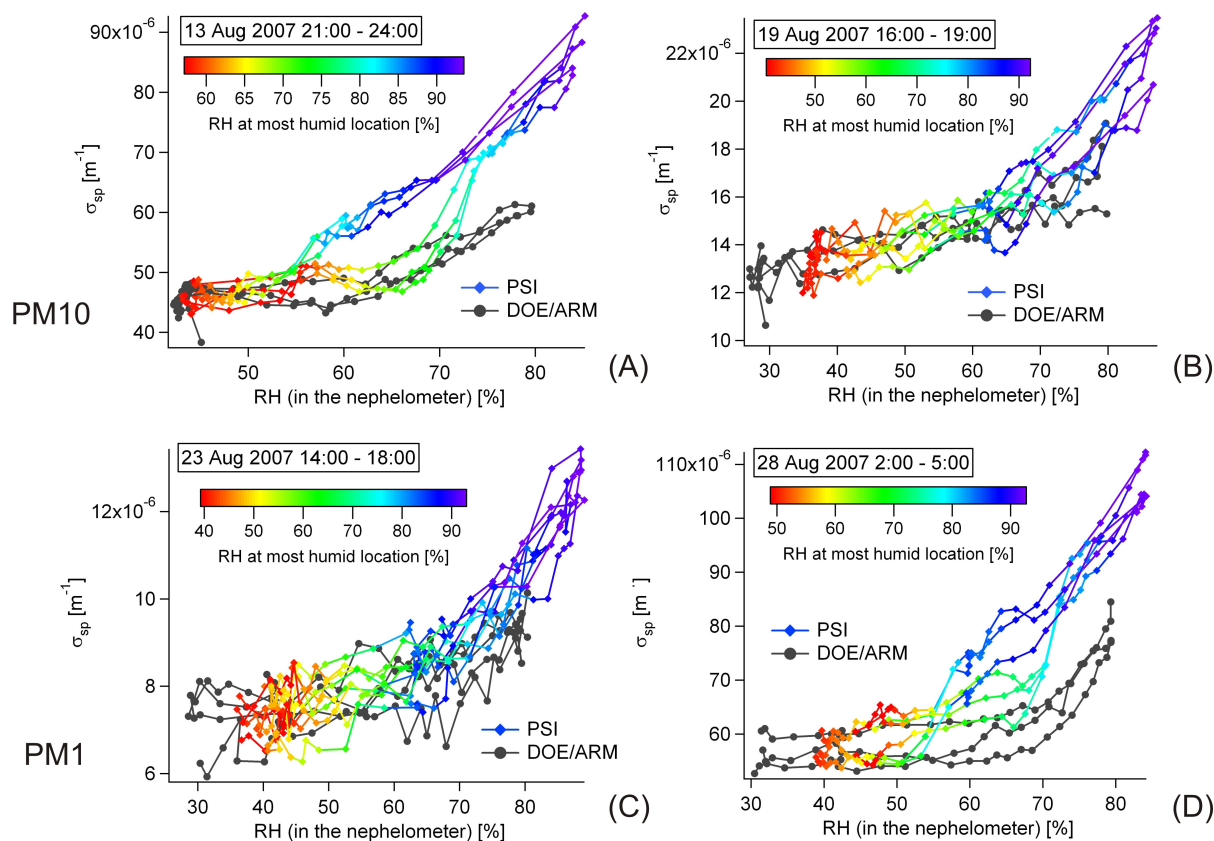 PM10
13 Aug 2007 21:00 - 24:00
90x10⁻⁶
80
70
60
50
40
σsp [m⁻¹]
60 65 70 75 80 85 90
RH at most humid location [%]
PSI
DOE/ARM
50 60 70 80
RH (in the nephelometer) [%]
(A)
19 Aug 2007 16:00 - 19:00
22x10⁻⁶
20
18
16
14
12
10
σsp [m⁻¹]
50 60 70 80 90
RH at most humid location [%]
PSI
DOE/ARM
30 40 50 60 70 80
RH (in the nephelometer) [%]
(B)
PM1
23 Aug 2007 14:00 - 18:00
12x10⁻⁶
10
8
6
σsp [m⁻¹]
40 50 60 70 80 90
RH at most humid location [%]
PSI
DOE/ARM
30 40 50 60 70 80
RH (in the nephelometer) [%]
(C)
28 Aug 2007 2:00 - 5:00
110x10⁻⁶
100
90
80
70
60
σsp [m⁻]
50 60 70 80 90
RH at most humid location [%]
PSI
DOE/ARM
30 40 50 60 70 80
RH (in the nephelometer) [%]
(D)